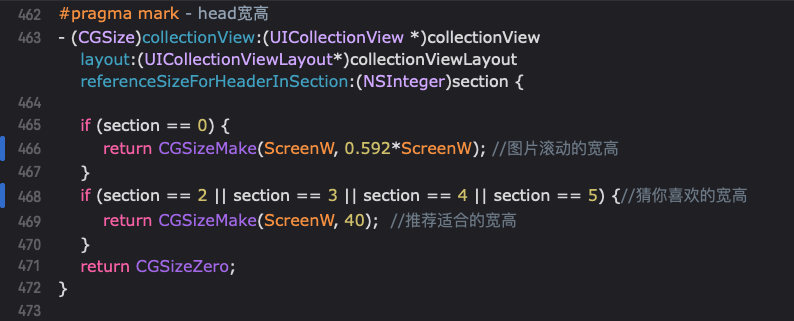 462 #pragma mark - head宽高
463 - (CGSize)collectionView:(UICollectionView *)collectionView
layout:(UICollectionViewLayout*)collectionViewLayout
referenceSizeForHeaderInSection:(NSInteger)section {
464
465 if (section == 0) {
466 return CGSizeMake(ScreenW, 0.592*ScreenW); //图片滚动的宽高
467 }
468 if (section == 2 || section == 3 || section == 4 || section == 5) {//猜你喜欢的宽高
469 return CGSizeMake(ScreenW, 40);  //推荐适合的宽高
470 }
471 return CGSizeZero;
472 }
473